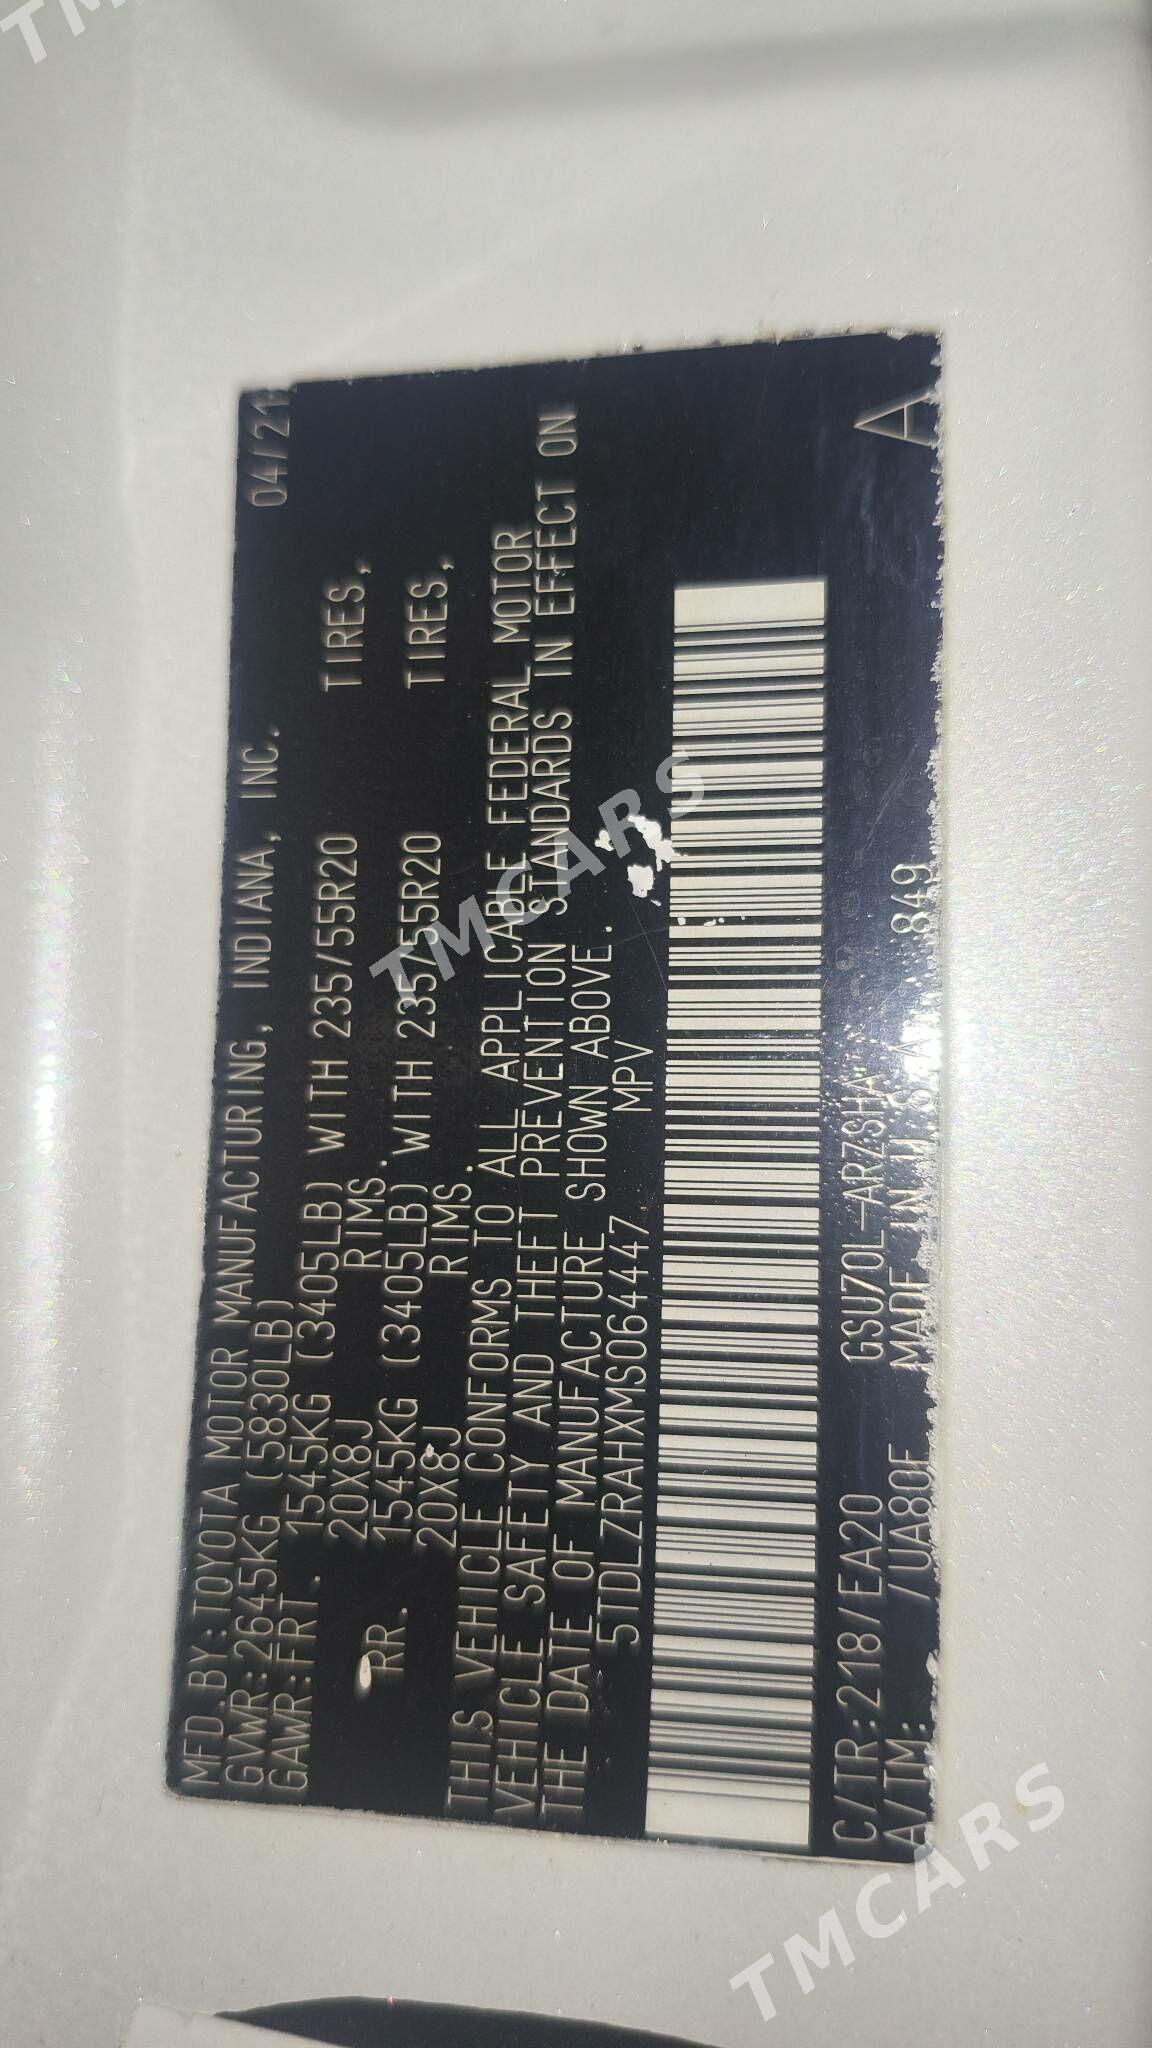 MFD.BY:TOYOTA MOTOR MANUFACTURING, INDIANA, INC. 04/21
GVWR:2645KG (5830LB)
GAWR:FRT. 1545KG (3405LB) WITH 235/55R20 TIRES,
20X8J RIMS.
RR. 1545KG (3405LB) WITH 235/55R20 TIRES,
20X8J RIMS.
THIS VEHICLE CONFORMS TO ALL APPLICABLE FEDERAL MOTOR
VEHICLE SAFETY AND THEFT PREVENTION STANDARDS IN EFFECT ON
THE DATE OF MANUFACTURE SHOWN ABOVE.
5TDLZRAHXMS064447 MPV
C/TR:218/EA20 GSU70L-ARZSHA
A/TM: /UA80F MADE IN U.S.A. 849
A
TMCARS
TMCARS